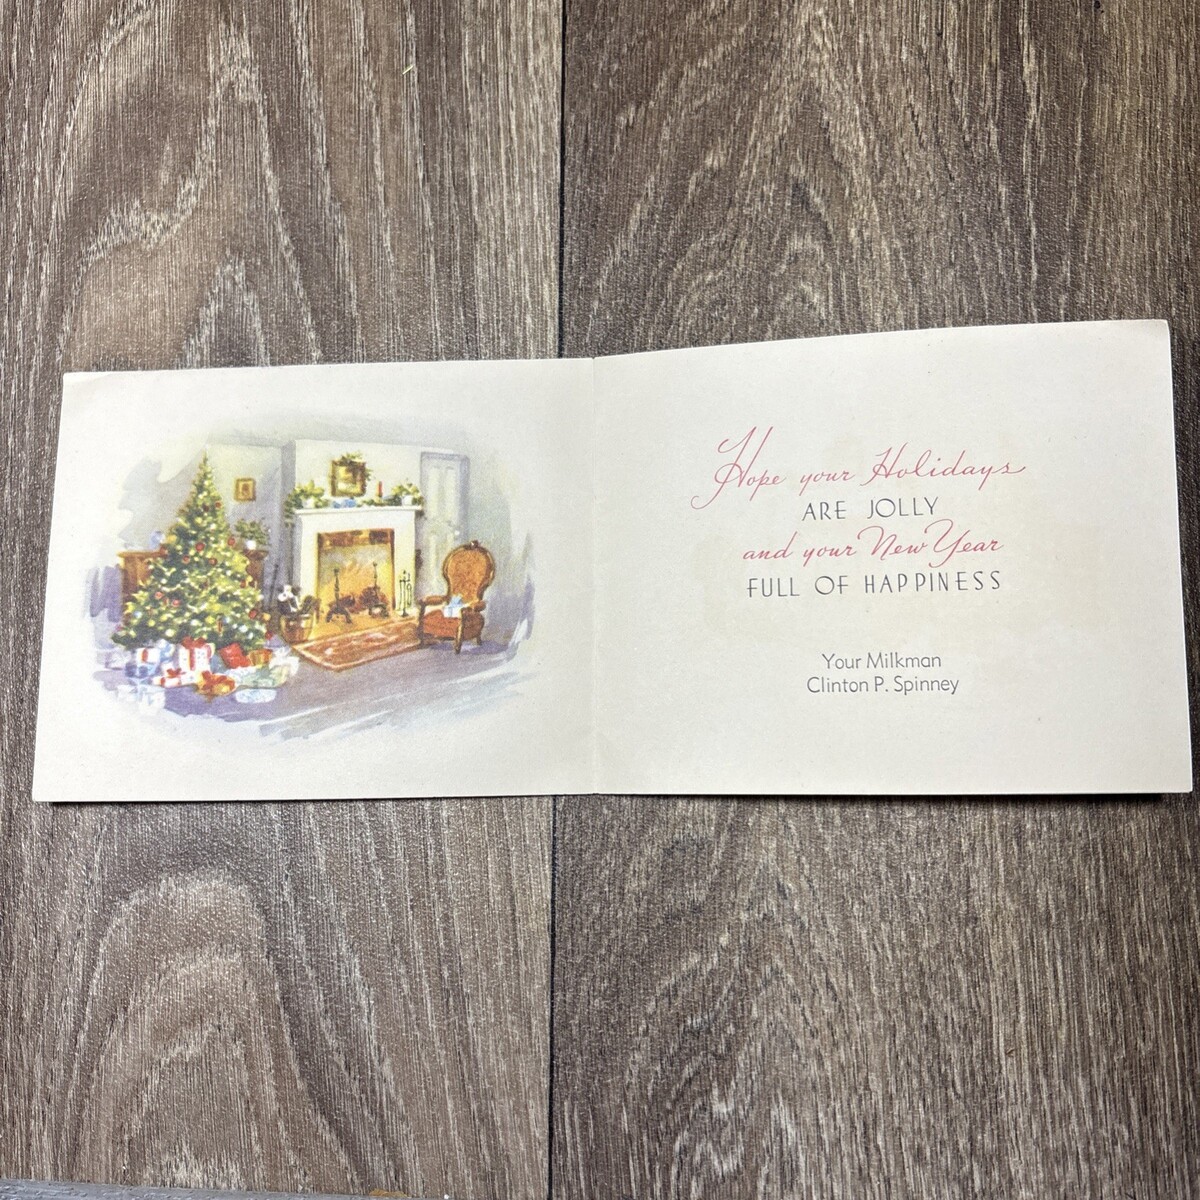 Hope your Holidays
ARE JOLLY
and your New Year
FULL OF HAPPINESS
Your Milkman
Clinton P. Spinney